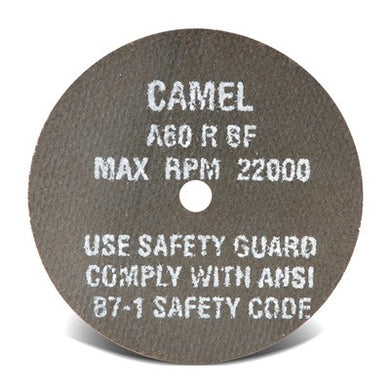 CAMEL
A60 R BF
MAX RPM 22000
USE SAFETY GUARD
COMPLY WITH ANSI
B7-1 SAFETY CODE